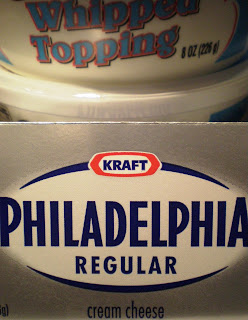 Whipped
Topping
8 OZ (226 g)
KRAFT
PHILADELPHIA
REGULAR
cream cheese